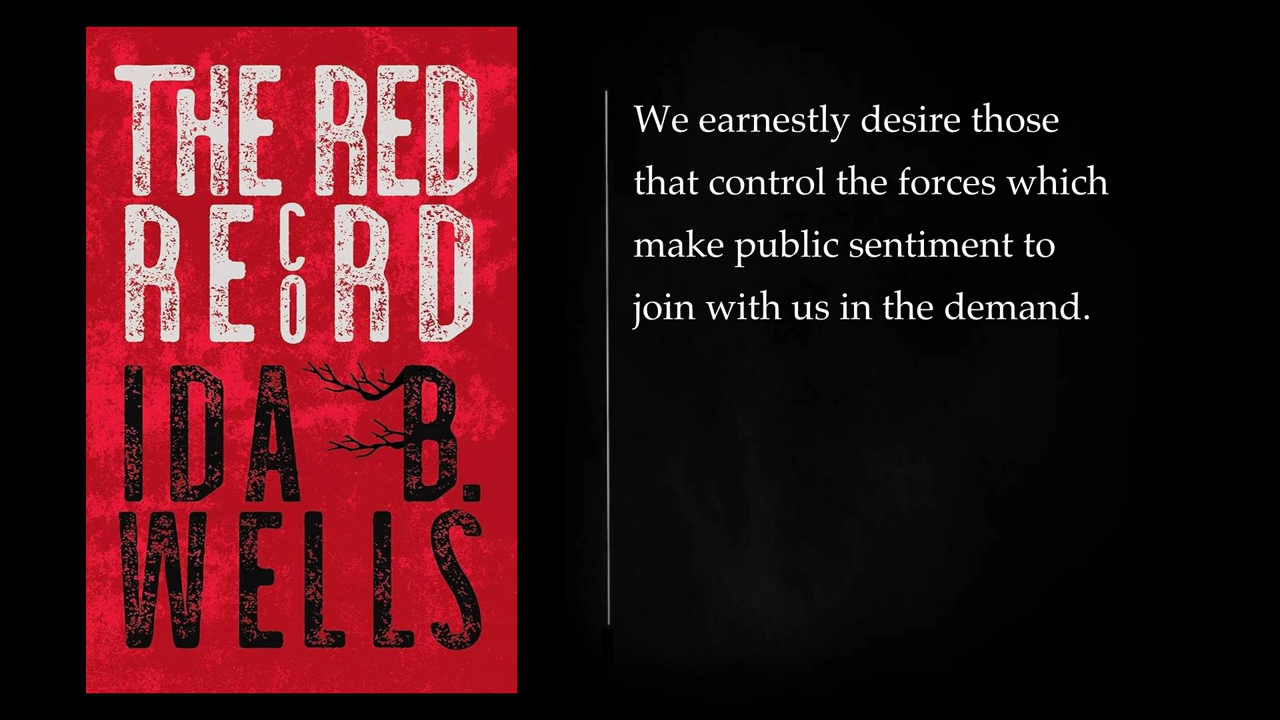 THE RED
RECORD
IDA B.
WELLS
We earnestly desire those
that control the forces which
make public sentiment to
join with us in the demand.